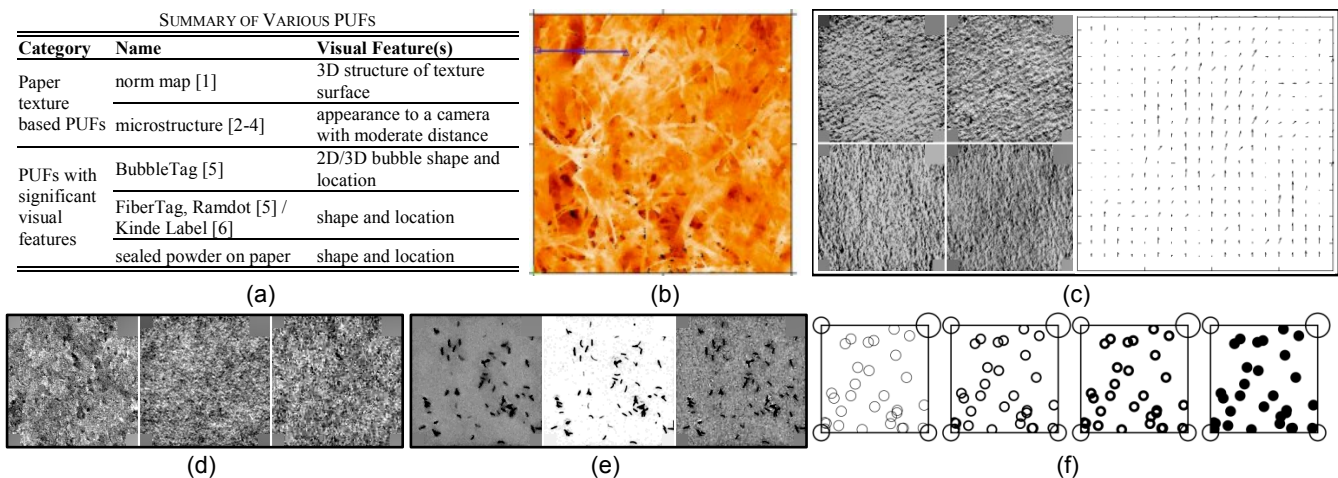 SUMMARY OF VARIOUS PUFS
Category Name Visual Feature(s)
Paper texture based PUFs
norm map [1]
3D structure of texture
surface
microstructure [2-4]
appearance to a camera
with moderate distance
PUFs with significant visual features
BubbleTag [5]
2D/3D bubble shape and
location
FiberTag, Ramdot [5] /
Kinde Label [6]
shape and location
sealed powder on paper shape and location
(a)
(b)
(c)
(d)
(e)
(f)